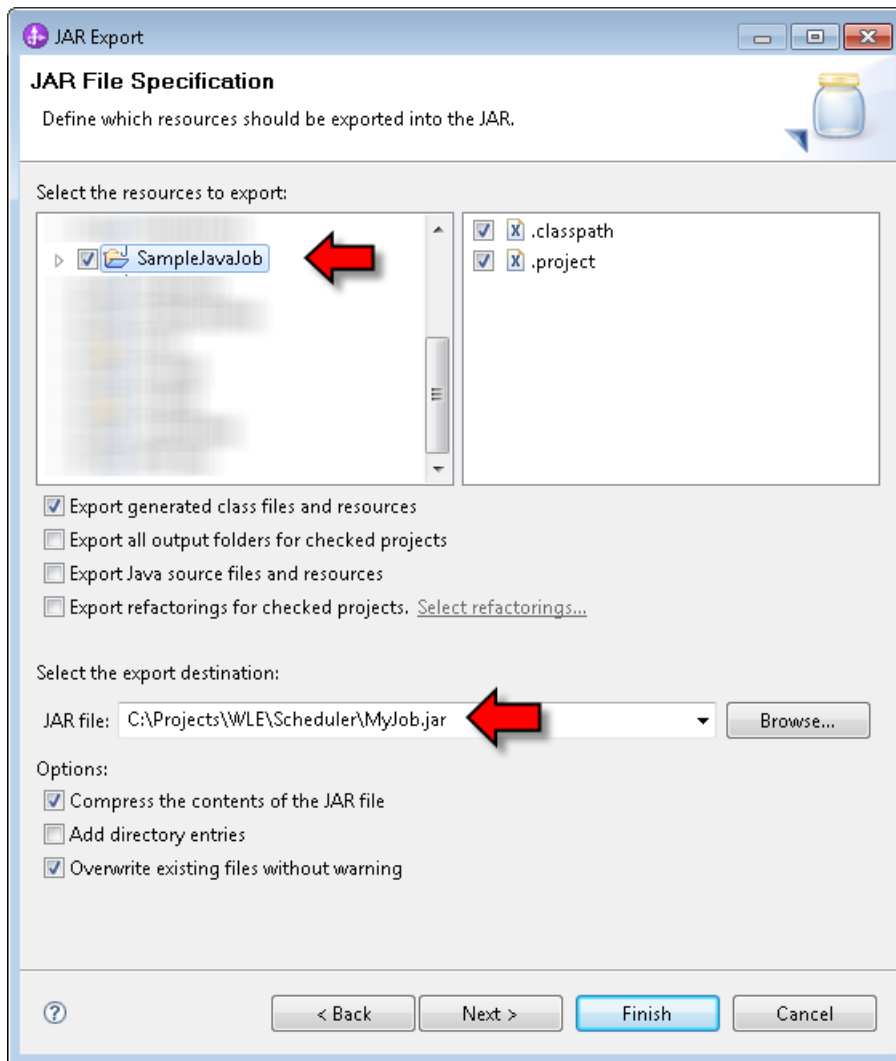 JAR Export
JAR File Specification
Define which resources should be exported into the JAR.
Select the resources to export:
SampleJavaJob
.classpath
.project
Export generated class files and resources
Export all output folders for checked projects
Export Java source files and resources
Export refactorings for checked projects. Select refactorings...
Select the export destination:
JAR file: C:\Projects\WLE\Scheduler\MyJob.jar Browse...
Options:
Compress the contents of the JAR file
Add directory entries
Overwrite existing files without warning
? < Back Next > Finish Cancel